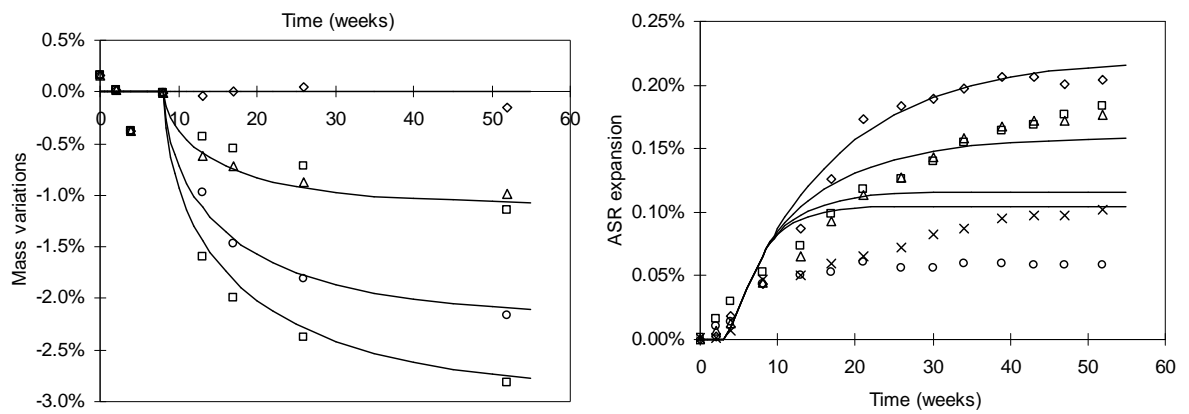 Time (weeks)
0.5%
0.0%
-0.5%
-1.0%
-1.5%
-2.0%
-2.5%
-3.0%
0 10 20 30 40 50 60
Mass variations
0.25%
0.20%
0.15%
0.10%
0.05%
0.00%
0 10 20 30 40 50 60
ASR expansion
Time (weeks)